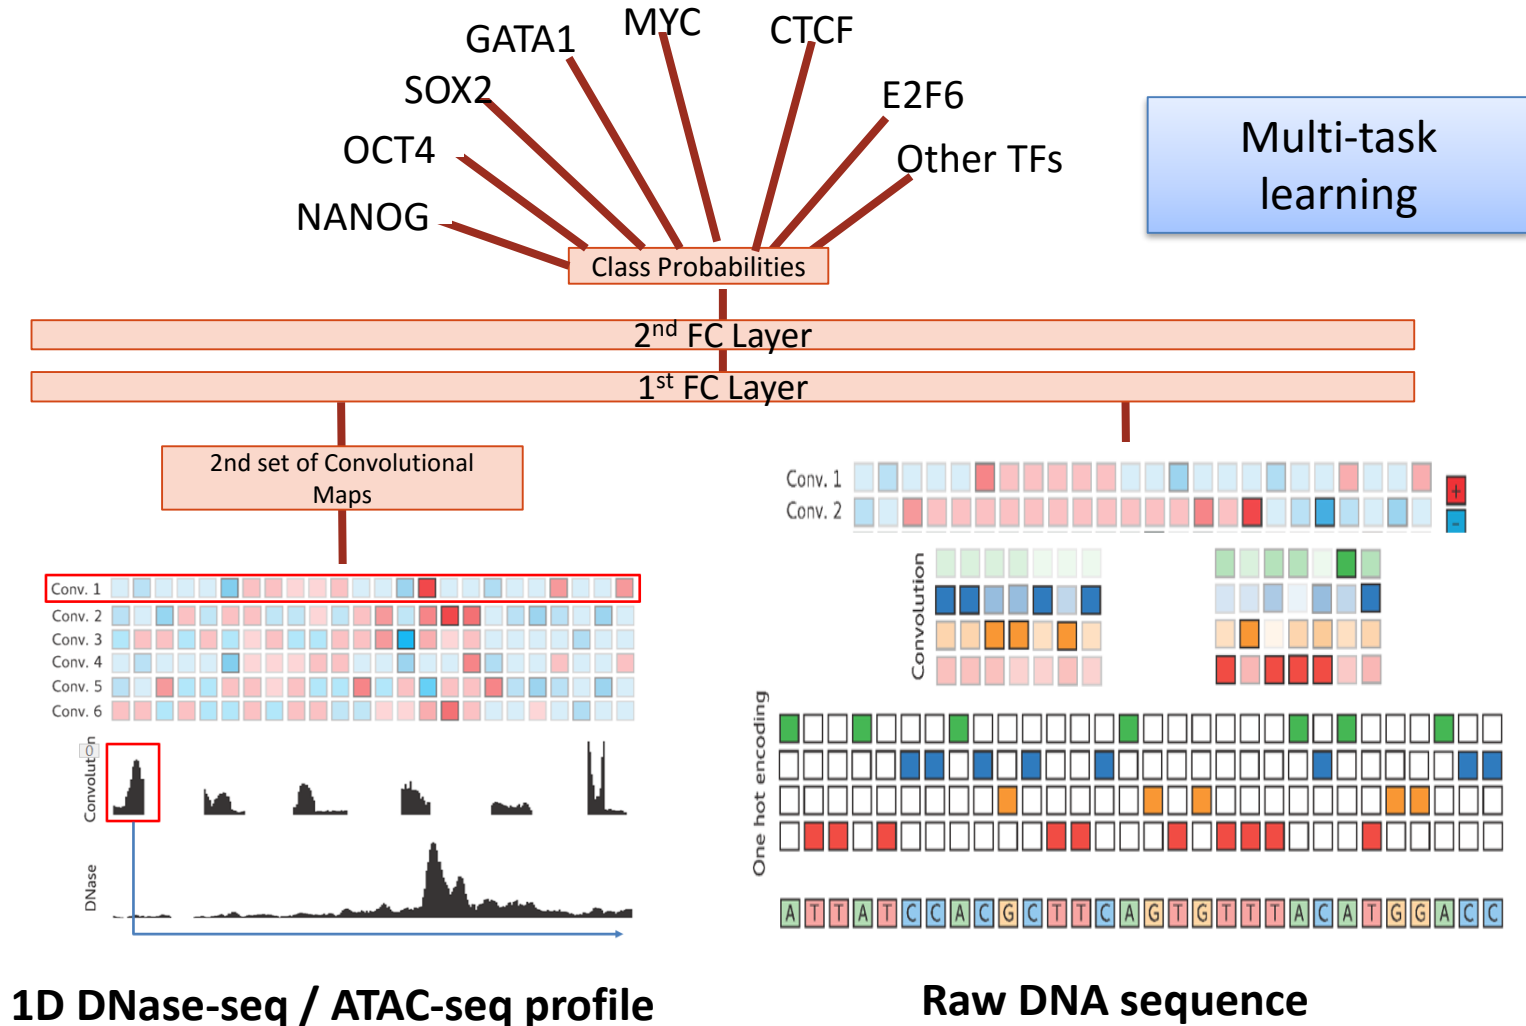 MYC
CTCF
GATA1
SOX2
E2F6
OCT4
Other TFs
NANOG
Multi-task
learning
Class Probabilities
2nd FC Layer
1st FC Layer
2nd set of Convolutional
Maps
Conv. 1
Conv. 2
Conv. 3
Conv. 4
Conv. 5
Conv. 6
Convolution
0
DNase
1D DNase-seq / ATAC-seq profile
Conv. 1
Conv. 2
+
-
Convolution
One hot encoding
A T T A T C C A C G C T T C A G T G T T T A C A T G G A C C
Raw DNA sequence